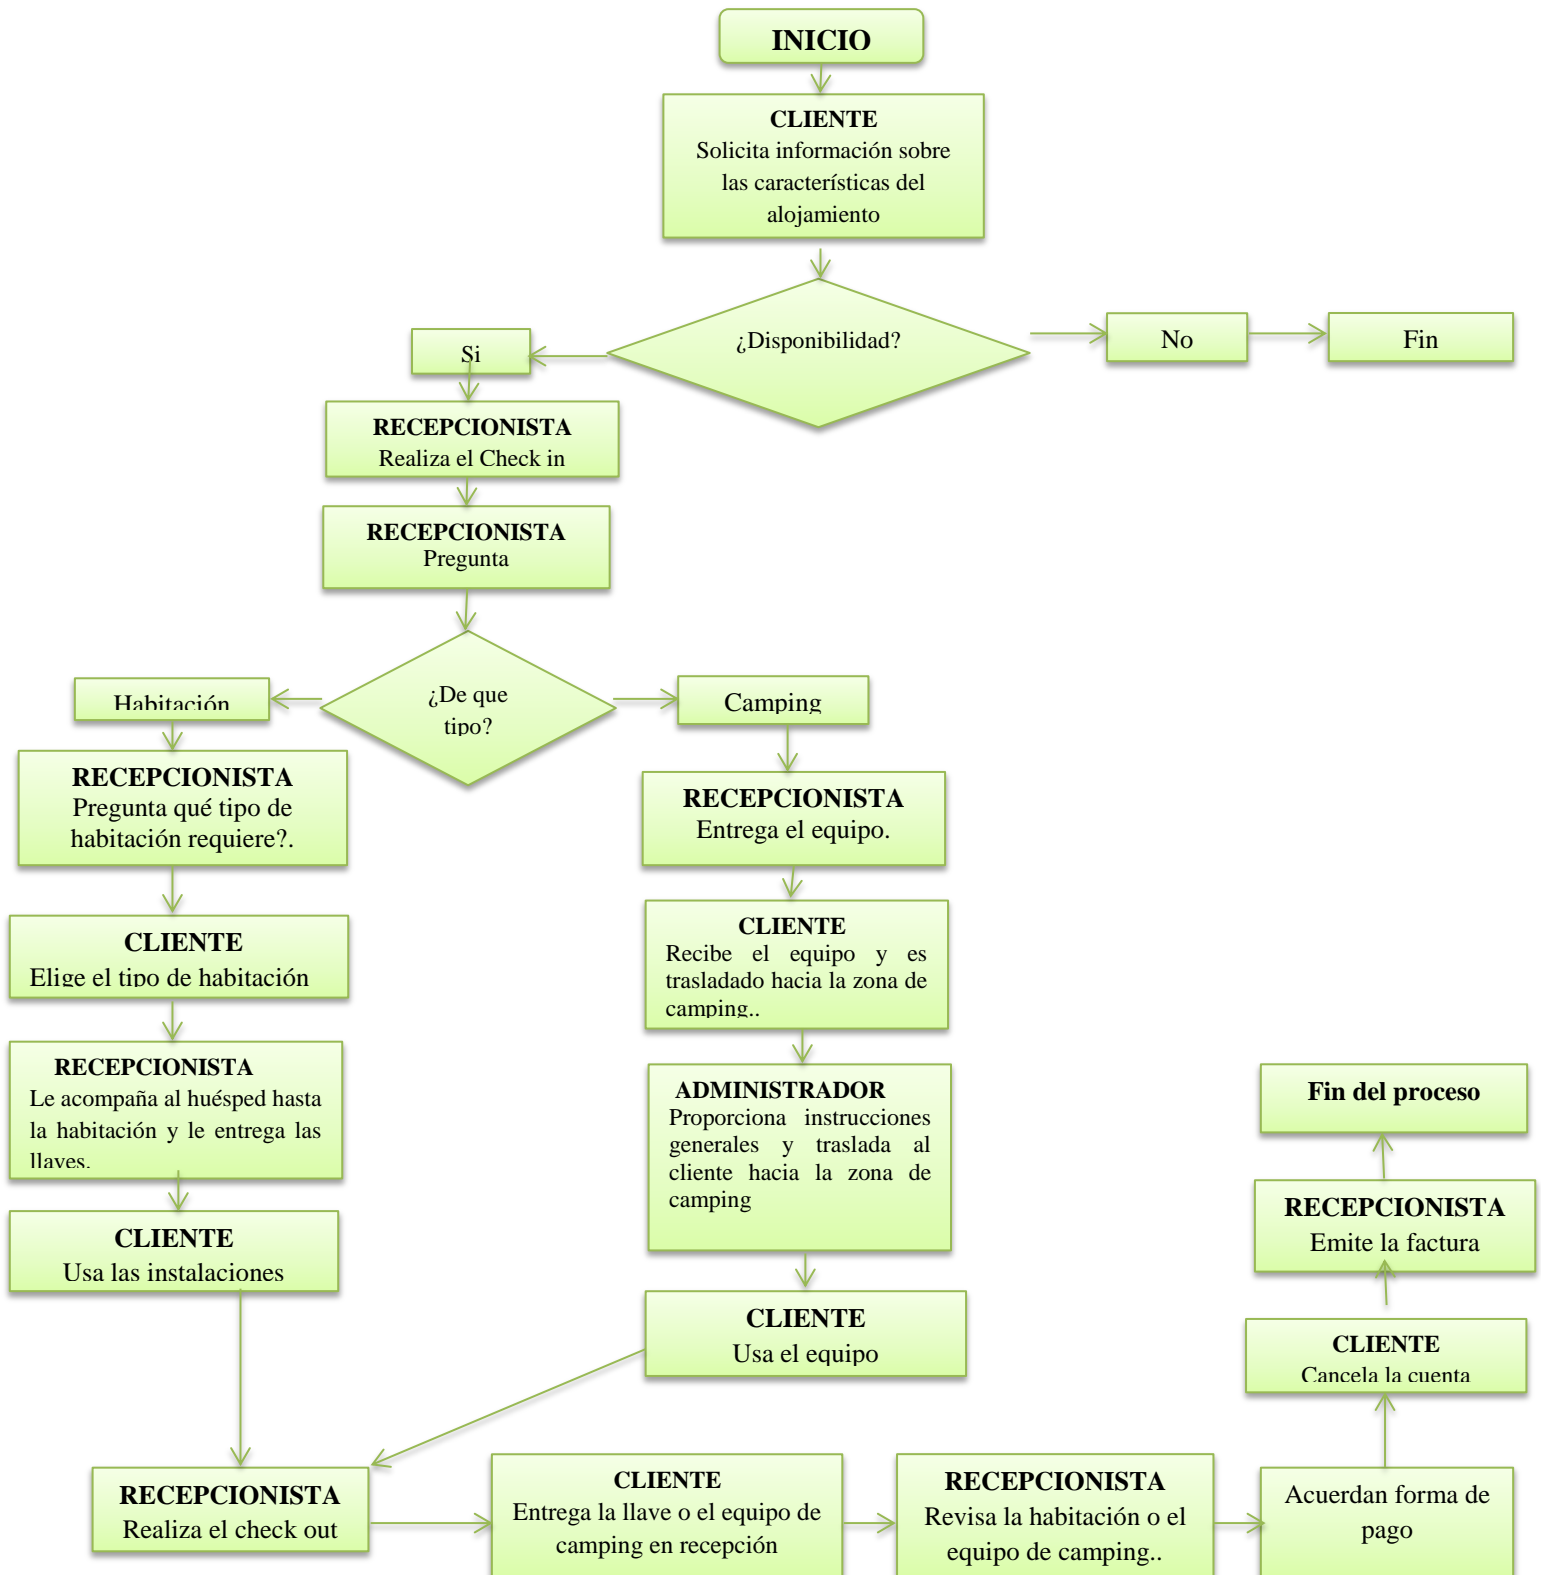 INICIO
CLIENTE
Solicita información sobre
las características del
alojamiento
¿Disponibilidad?
Si
No
Fin
RECEPCIONISTA
Realiza el Check in
RECEPCIONISTA
Pregunta
¿De que
tipo?
Habitación
Camping
RECEPCIONISTA
Pregunta qué tipo de
habitación requiere?.
CLIENTE
Elige el tipo de habitación
RECEPCIONISTA
Le acompaña al huésped hasta
la habitación y le entrega las
llaves.
CLIENTE
Usa las instalaciones
RECEPCIONISTA
Entrega el equipo.
CLIENTE
Recibe el equipo y es
trasladado hacia la zona de
camping..
ADMINISTRADOR
Proporciona instrucciones
generales y traslada al
cliente hacia la zona de
camping
CLIENTE
Usa el equipo
RECEPCIONISTA
Realiza el check out
CLIENTE
Entrega la llave o el equipo de
camping en recepción
RECEPCIONISTA
Revisa la habitación o el
equipo de camping..
Acuerdan forma de
pago
CLIENTE
Cancela la cuenta
RECEPCIONISTA
Emite la factura
Fin del proceso